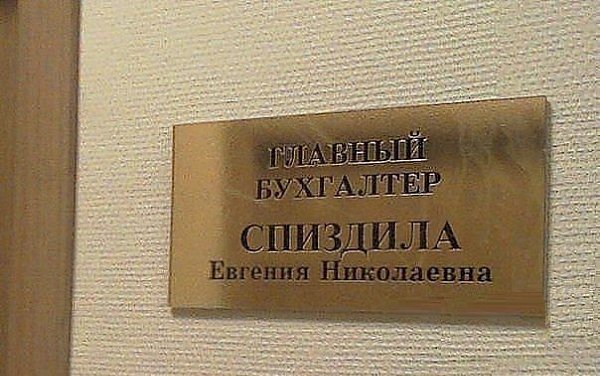 ГЛАВНЫЙ
БУХГАЛТЕР
СПИЗДИЛА
Евгения Николаевна